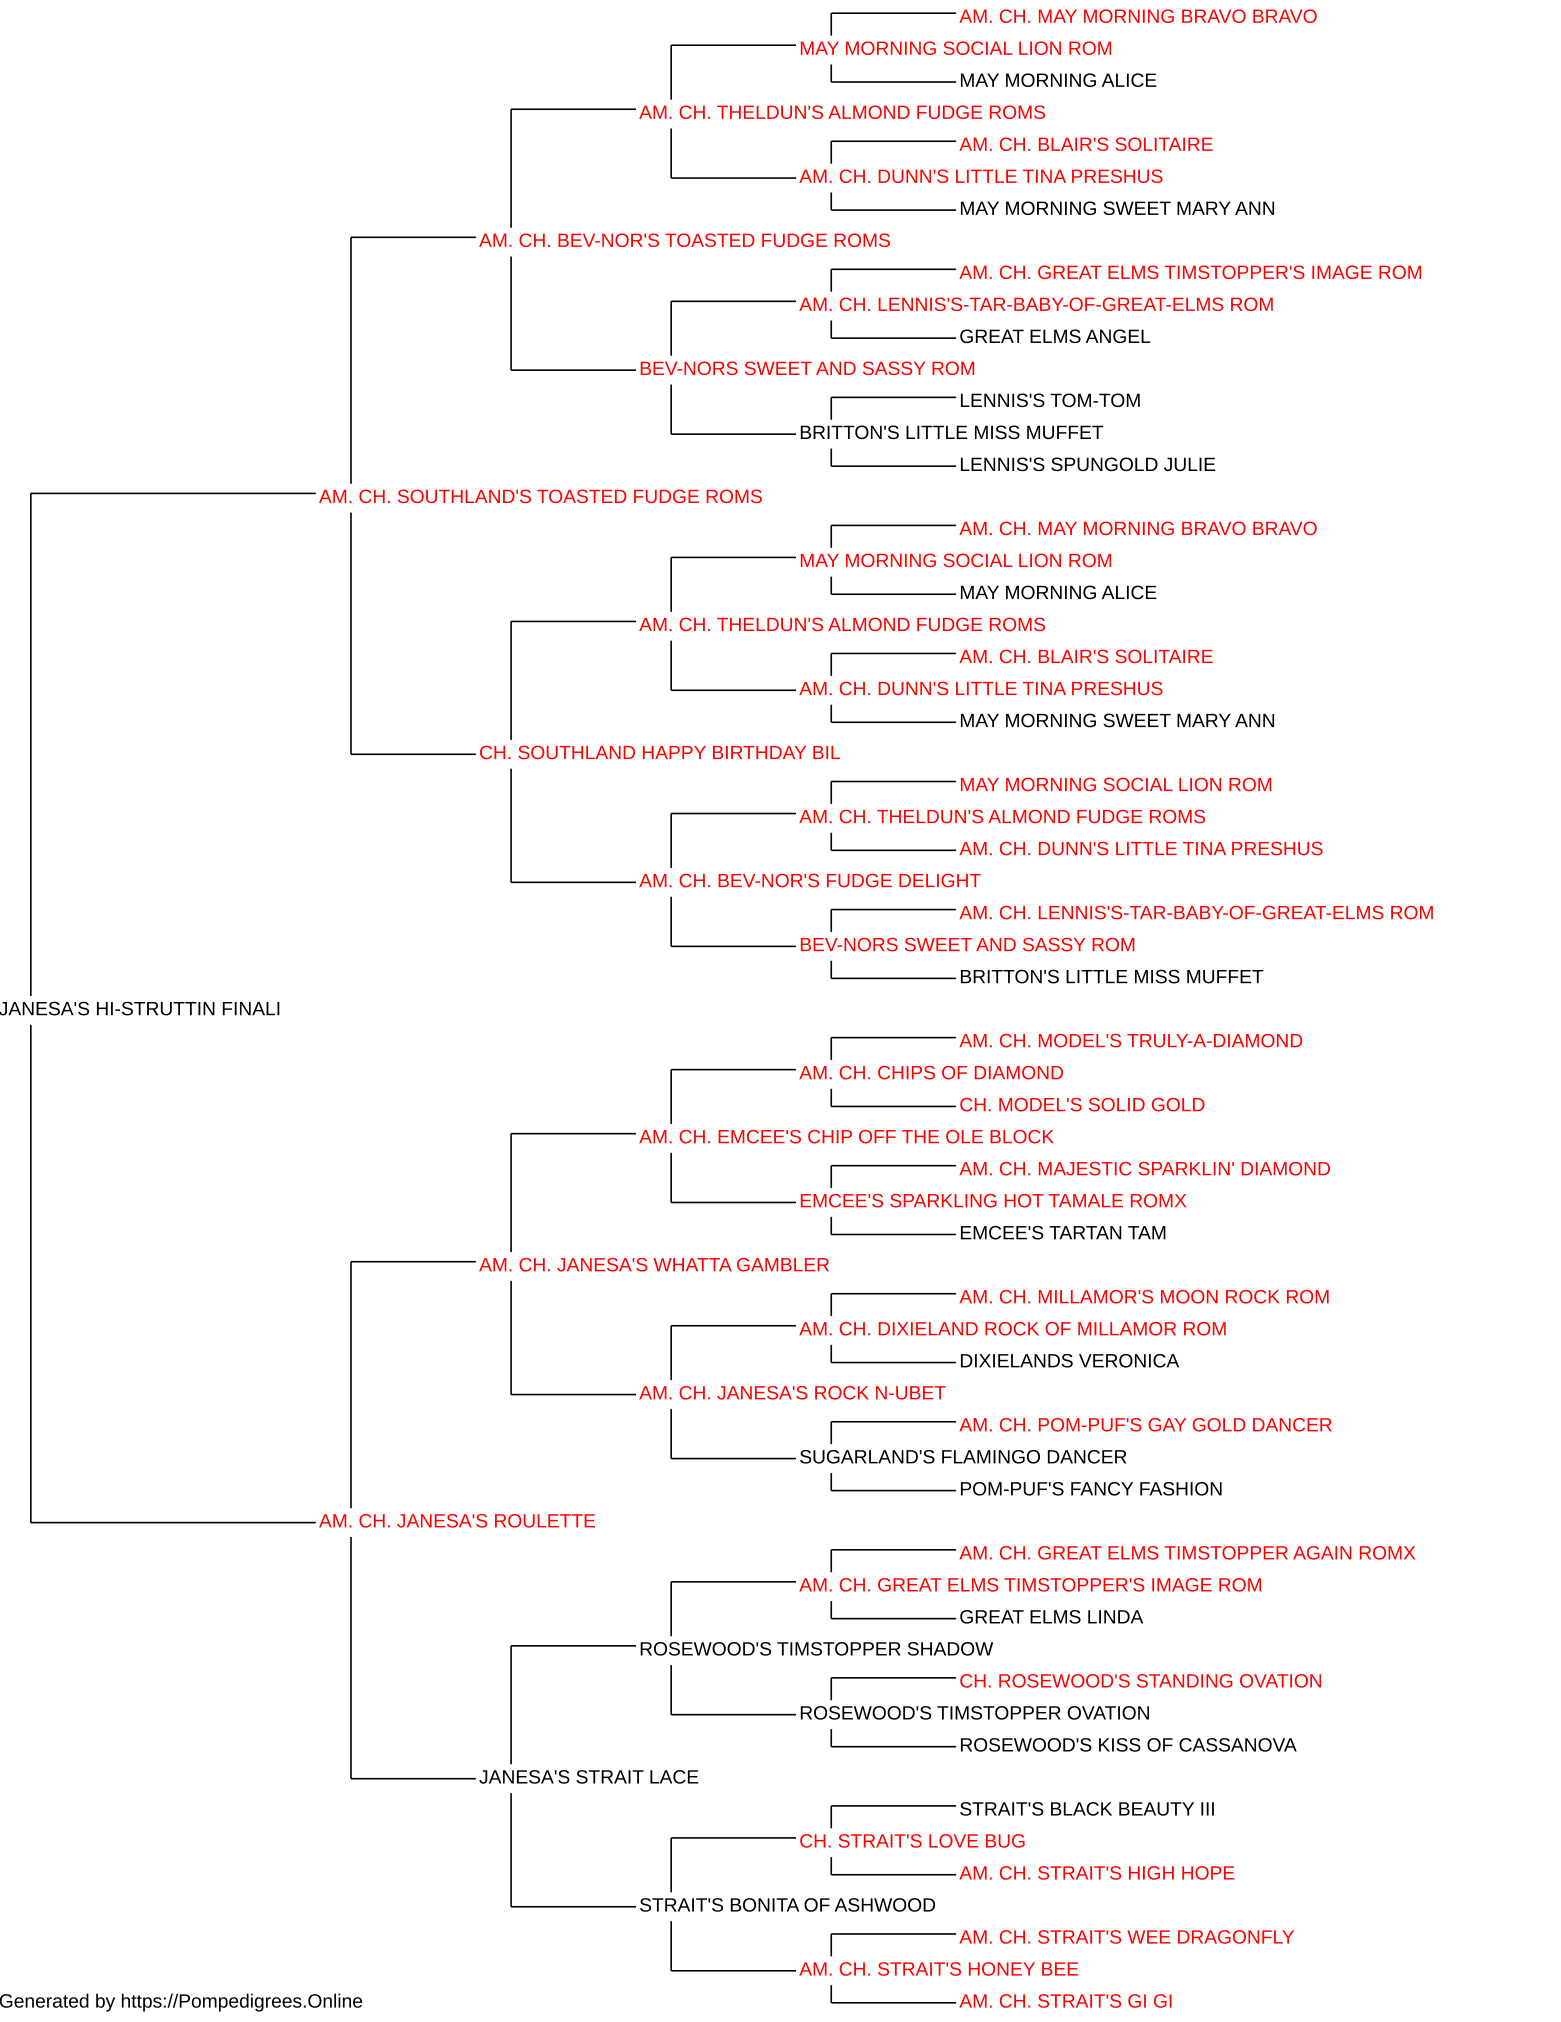 AM. CH. MAY MORNING BRAVO BRAVO
MAY MORNING SOCIAL LION ROM
MAY MORNING ALICE
AM. CH. THELDUN'S ALMOND FUDGE ROMS
AM. CH. BLAIR'S SOLITAIRE
AM. CH. DUNN'S LITTLE TINA PRESHUS
MAY MORNING SWEET MARY ANN
AM. CH. BEV-NOR'S TOASTED FUDGE ROMS
AM. CH. GREAT ELMS TIMSTOPPER'S IMAGE ROM
AM. CH. LENNIS'S-TAR-BABY-OF-GREAT-ELMS ROM
GREAT ELMS ANGEL
BEV-NORS SWEET AND SASSY ROM
LENNIS'S TOM-TOM
BRITTON'S LITTLE MISS MUFFET
LENNIS'S SPUNGOLD JULIE
AM. CH. SOUTHLAND'S TOASTED FUDGE ROMS
AM. CH. MAY MORNING BRAVO BRAVO
MAY MORNING SOCIAL LION ROM
MAY MORNING ALICE
AM. CH. THELDUN'S ALMOND FUDGE ROMS
AM. CH. BLAIR'S SOLITAIRE
AM. CH. DUNN'S LITTLE TINA PRESHUS
MAY MORNING SWEET MARY ANN
CH. SOUTHLAND HAPPY BIRTHDAY BIL
MAY MORNING SOCIAL LION ROM
AM. CH. THELDUN'S ALMOND FUDGE ROMS
AM. CH. DUNN'S LITTLE TINA PRESHUS
AM. CH. BEV-NOR'S FUDGE DELIGHT
AM. CH. LENNIS'S-TAR-BABY-OF-GREAT-ELMS ROM
BEV-NORS SWEET AND SASSY ROM
BRITTON'S LITTLE MISS MUFFET
JANESA'S HI-STRUTTIN FINALI
AM. CH. MODEL'S TRULY-A-DIAMOND
AM. CH. CHIPS OF DIAMOND
CH. MODEL'S SOLID GOLD
AM. CH. EMCEE'S CHIP OFF THE OLE BLOCK
AM. CH. MAJESTIC SPARKLIN' DIAMOND
EMCEE'S SPARKLING HOT TAMALE ROMX
EMCEE'S TARTAN TAM
AM. CH. JANESA'S WHATTA GAMBLER
AM. CH. MILLAMOR'S MOON ROCK ROM
AM. CH. DIXIELAND ROCK OF MILLAMOR ROM
DIXIELANDS VERONICA
AM. CH. JANESA'S ROCK N-UBET
AM. CH. POM-PUF'S GAY GOLD DANCER
SUGARLAND'S FLAMINGO DANCER
POM-PUF'S FANCY FASHION
AM. CH. JANESA'S ROULETTE
AM. CH. GREAT ELMS TIMSTOPPER AGAIN ROMX
AM. CH. GREAT ELMS TIMSTOPPER'S IMAGE ROM
GREAT ELMS LINDA
ROSEWOOD'S TIMSTOPPER SHADOW
CH. ROSEWOOD'S STANDING OVATION
ROSEWOOD'S TIMSTOPPER OVATION
ROSEWOOD'S KISS OF CASSANOVA
JANESA'S STRAIT LACE
STRAIT'S BLACK BEAUTY III
CH. STRAIT'S LOVE BUG
AM. CH. STRAIT'S HIGH HOPE
STRAIT'S BONITA OF ASHWOOD
AM. CH. STRAIT'S WEE DRAGONFLY
AM. CH. STRAIT'S HONEY BEE
AM. CH. STRAIT'S GI GI
Generated by https://Pompedigrees.Online